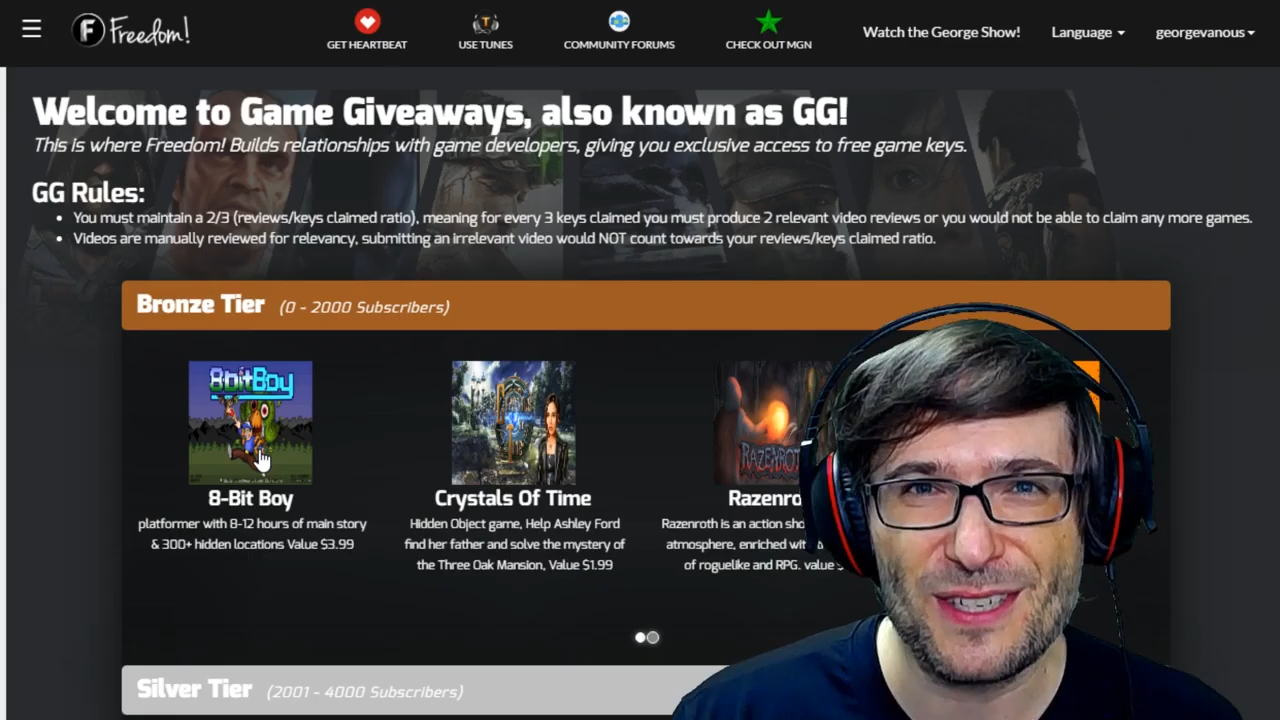 Freedom!
GET HEARTBEAT
USE TUNES
COMMUNITY FORUMS
CHECK OUT MGN
Watch the George Show!
Language
georgevanous
Welcome to Game Giveaways, also known as GG!
This is where Freedom! Builds relationships with game developers, giving you exclusive access to free game keys.
GG Rules:
You must maintain a 2/3 (reviews/keys claimed ratio), meaning for every 3 keys claimed you must produce 2 relevant video reviews or you would not be able to claim any more games.
Videos are manually reviewed for relevancy, submitting an irrelevant video would NOT count towards your reviews/keys claimed ratio.
Bronze Tier (0 - 2000 Subscribers)
8bitBoy
RAZENROT
8-Bit Boy
platformer with 8-12 hours of main story
& 300+ hidden locations Value $3.99
Crystals Of Time
Hidden Object game, Help Ashley Ford
find her father and solve the mystery of
the Three Oak Mansion, Value $1.99
Razenro
Razenroth is an action sho
atmosphere, enriched wit
of roguelike and RPG. value $
Silver Tier (2001 - 4000 Subscribers)